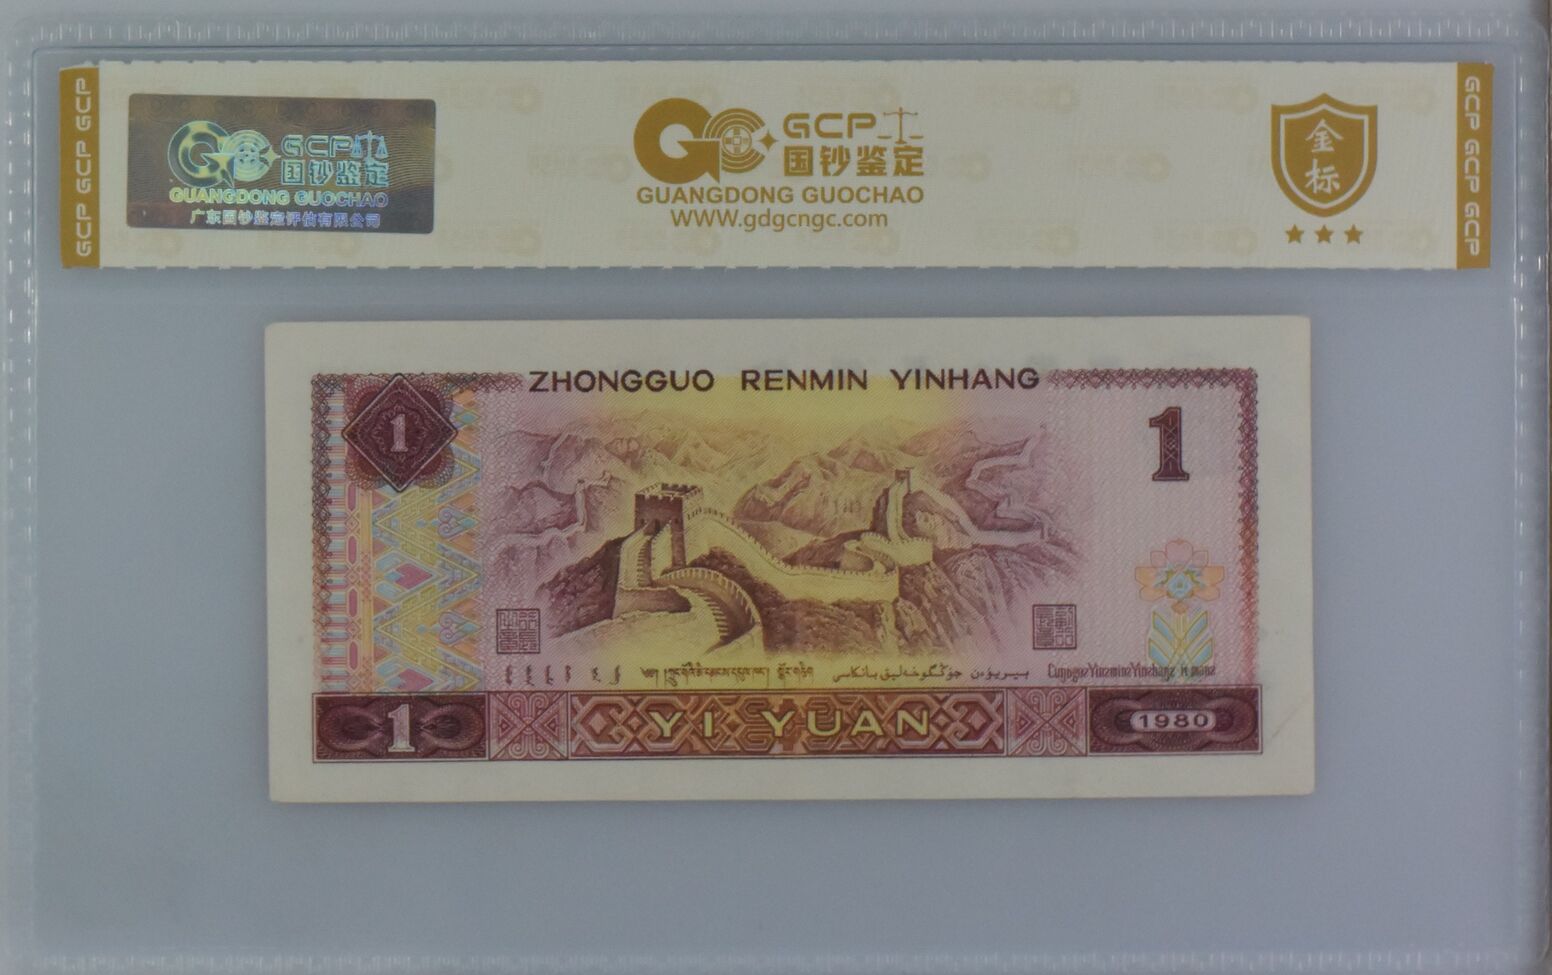 GCP GCP GCP
GCP
国钞鉴定
GUANGDONG GUOCHAO
广东国钞鉴定评估有限公司
GCP
国钞鉴定
GUANGDONG GUOCHAO
WWW.gdgcngc.com
金标
GCP GCP GCP
ZHONGGUO RENMIN YINHANG
1
1
1
YI YUAN
1980